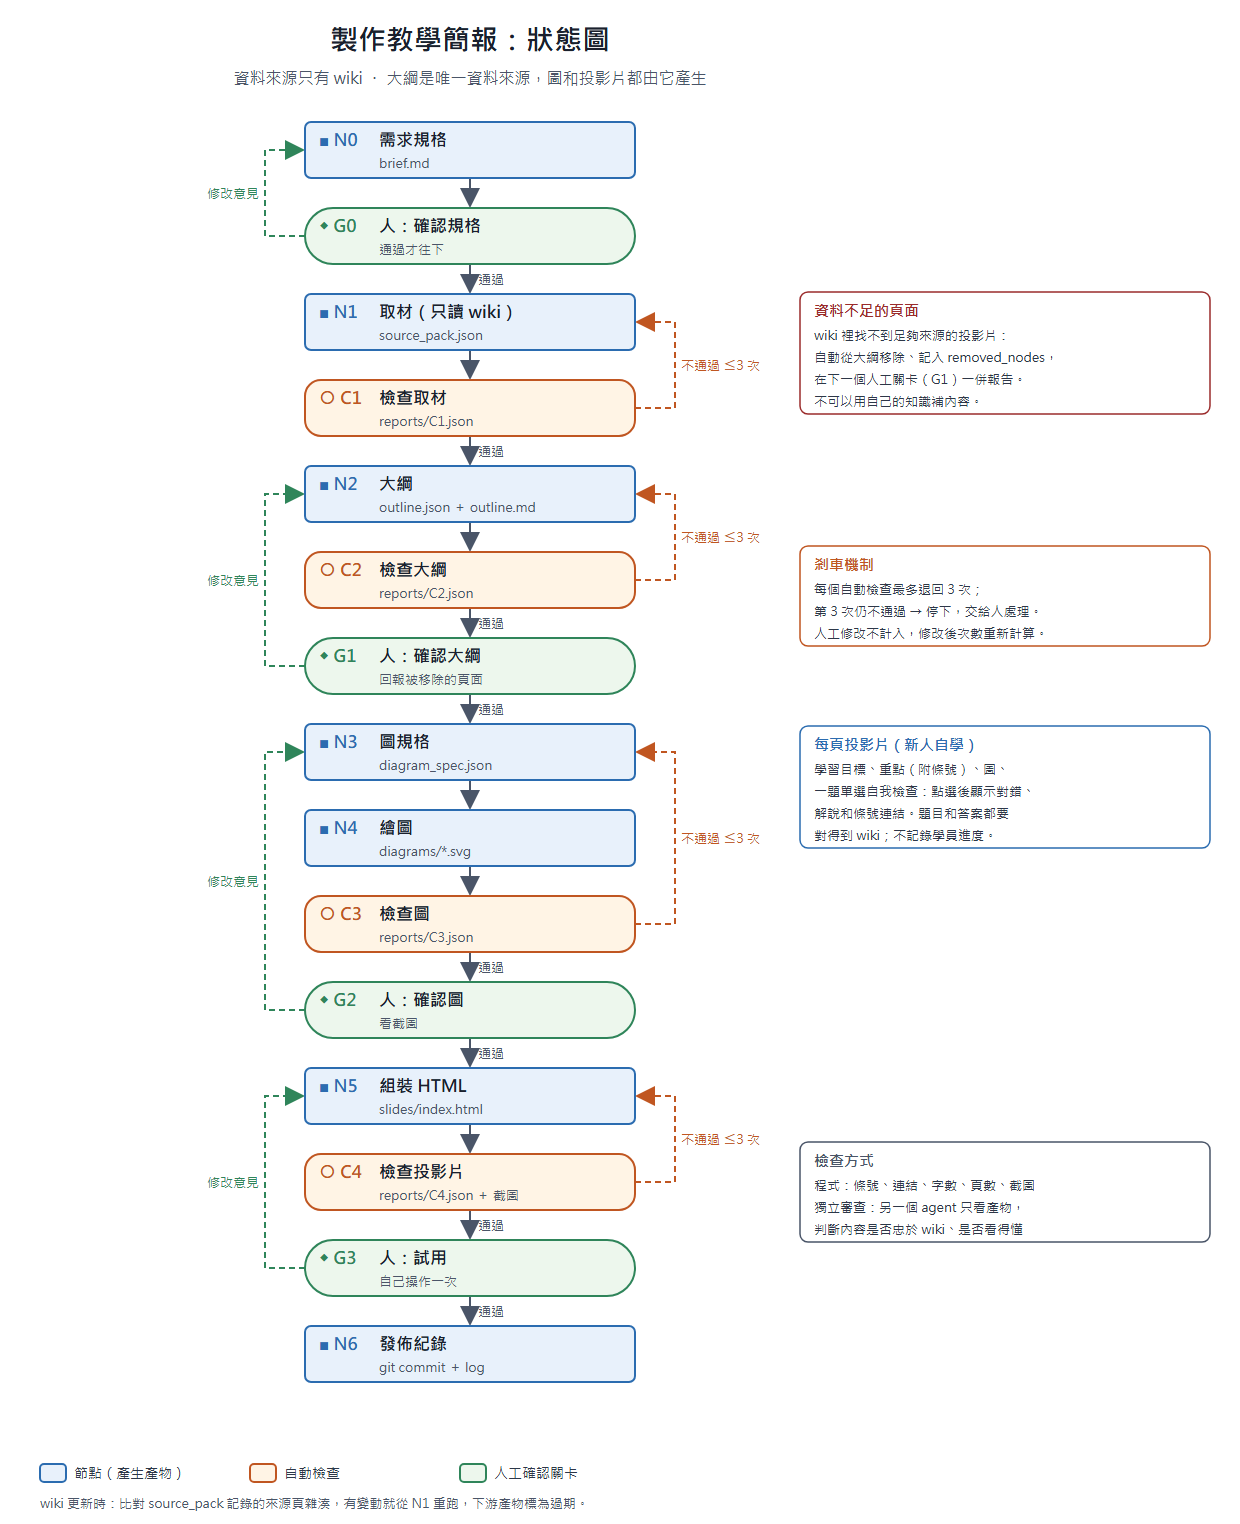 製作教學簡報：狀態圖
資料來源只有 wiki · 大綱是唯一資料來源，圖和投影片都由它產生
■ N0 需求規格
brief.md
修改意見
◆ G0 人：確認規格
通過才往下
通過
■ N1 取材（只讀 wiki）
source_pack.json
不通過 ≤3 次
○ C1 檢查取材
reports/C1.json
通過
資料不足的頁面
wiki 裡找不到足夠來源的投影片：
自動從大綱移除、記入 removed_nodes，
在下一個人工關卡（G1）一併報告。
不可以用自己的知識補內容。
■ N2 大綱
outline.json + outline.md
不通過 ≤3 次
○ C2 檢查大綱
reports/C2.json
修改意見
通過
◆ G1 人：確認大綱
回報被移除的頁面
通過
剎車機制
每個自動檢查最多退回 3 次；
第 3 次仍不通過 → 停下，交給人處理。
人工修改不計入，修改後次數重新計算。
■ N3 圖規格
diagram_spec.json
■ N4 繪圖
diagrams/*.svg
不通過 ≤3 次
修改意見
○ C3 檢查圖
reports/C3.json
通過
◆ G2 人：確認圖
看截圖
通過
每頁投影片（新人自學）
學習目標、重點（附條號）、圖、
一題單選自我檢查：點選後顯示對錯、
解說和條號連結。題目和答案都要
對得到 wiki；不記錄學員進度。
■ N5 組裝 HTML
slides/index.html
不通過 ≤3 次
○ C4 檢查投影片
reports/C4.json + 截圖
修改意見
通過
◆ G3 人：試用
自己操作一次
通過
■ N6 發佈紀錄
git commit + log
檢查方式
程式：條號、連結、字數、頁數、截圖
獨立審查：另一個 agent 只看產物，
判斷內容是否忠於 wiki、是否看得懂
節點（產生產物）
自動檢查
人工確認關卡
wiki 更新時：比對 source_pack 記錄的來源頁雜湊，有變動就從 N1 重跑，下游產物標為過期。